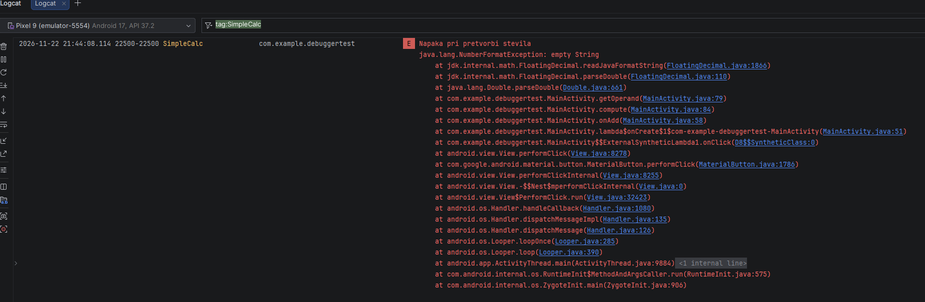 Logcat Logcat × +
Pixel 9 (emulator-5554) Android 17, API 37.2 tag:SimpleCalc
2026-11-22 21:44:08.114 22500-22500 SimpleCalc com.example.debuggertest E Napaka pri pretvorbi stevila
java.lang.NumberFormatException: empty String
at jdk.internal.math.FloatingDecimal.readJavaFormatString(FloatingDecimal.java:1866)
at jdk.internal.math.FloatingDecimal.parseDouble(FloatingDecimal.java:110)
at java.lang.Double.parseDouble(Double.java:661)
at com.example.debuggertest.MainActivity.getOperand(MainActivity.java:79)
at com.example.debuggertest.MainActivity.compute(MainActivity.java:84)
at com.example.debuggertest.MainActivity.onAdd(MainActivity.java:58)
at com.example.debuggertest.MainActivity.lambda$onCreate$1$com-example-debuggertest-MainActivity(MainActivity.java:51)
at com.example.debuggertest.MainActivity$$ExternalSyntheticLambda1.onClick(D8$$SyntheticClass:0)
at android.view.View.performClick(View.java:8278)
at com.google.android.material.button.MaterialButton.performClick(MaterialButton.java:1786)
at android.view.View.performClickInternal(View.java:8255)
at android.view.View.-$$Nest$mperformClickInternal(View.java:0)
at android.view.View$PerformClick.run(View.java:32423)
at android.os.Handler.handleCallback(Handler.java:1080)
at android.os.Handler.dispatchMessageImpl(Handler.java:135)
at android.os.Handler.dispatchMessage(Handler.java:126)
at android.os.Looper.loopOnce(Looper.java:285)
at android.os.Looper.loop(Looper.java:390)
at android.app.ActivityThread.main(ActivityThread.java:9884) <1 internal line>
at com.android.internal.os.RuntimeInit$MethodAndArgsCaller.run(RuntimeInit.java:575)
at com.android.internal.os.ZygoteInit.main(ZygoteInit.java:906)